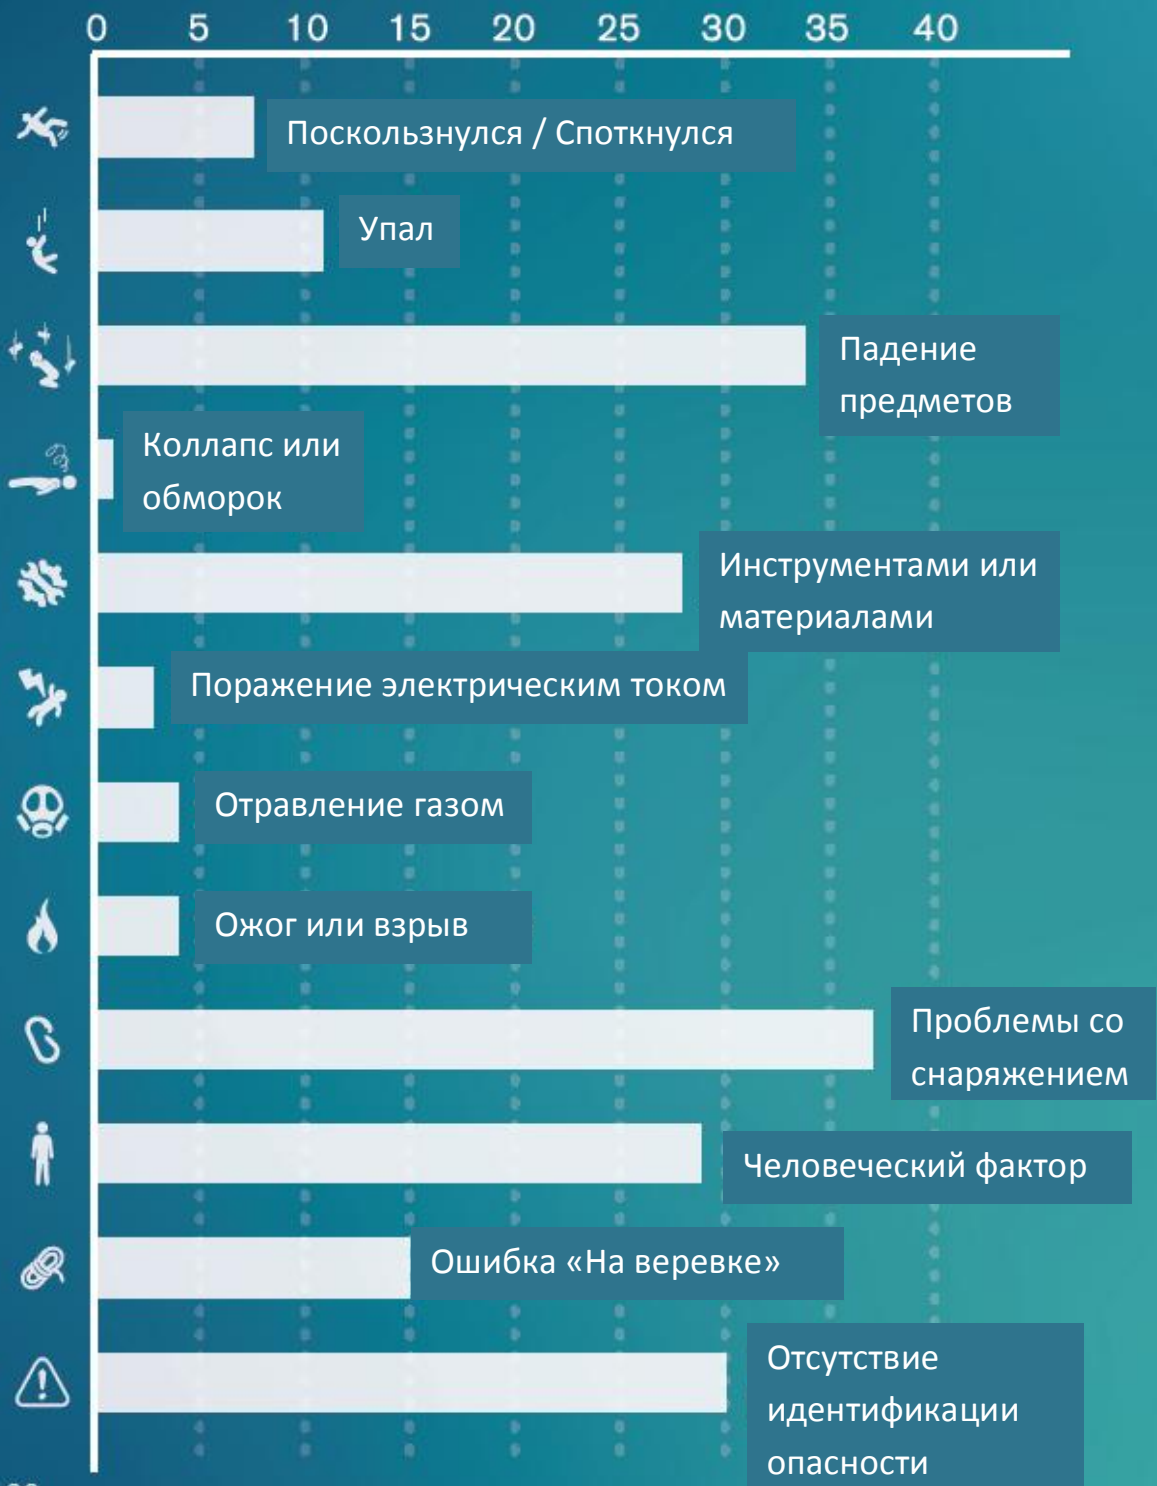 0 5 10 15 20 25 30 35 40
Поскользнулся / Споткнулся
Упал
Падение
предметов
Коллапс или
обморок
Инструментами или
материалами
Поражение электрическим током
Отравление газом
Ожог или взрыв
Проблемы со
снаряжением
Человеческий фактор
Ошибка «На веревке»
Отсутствие
идентификации
опасности